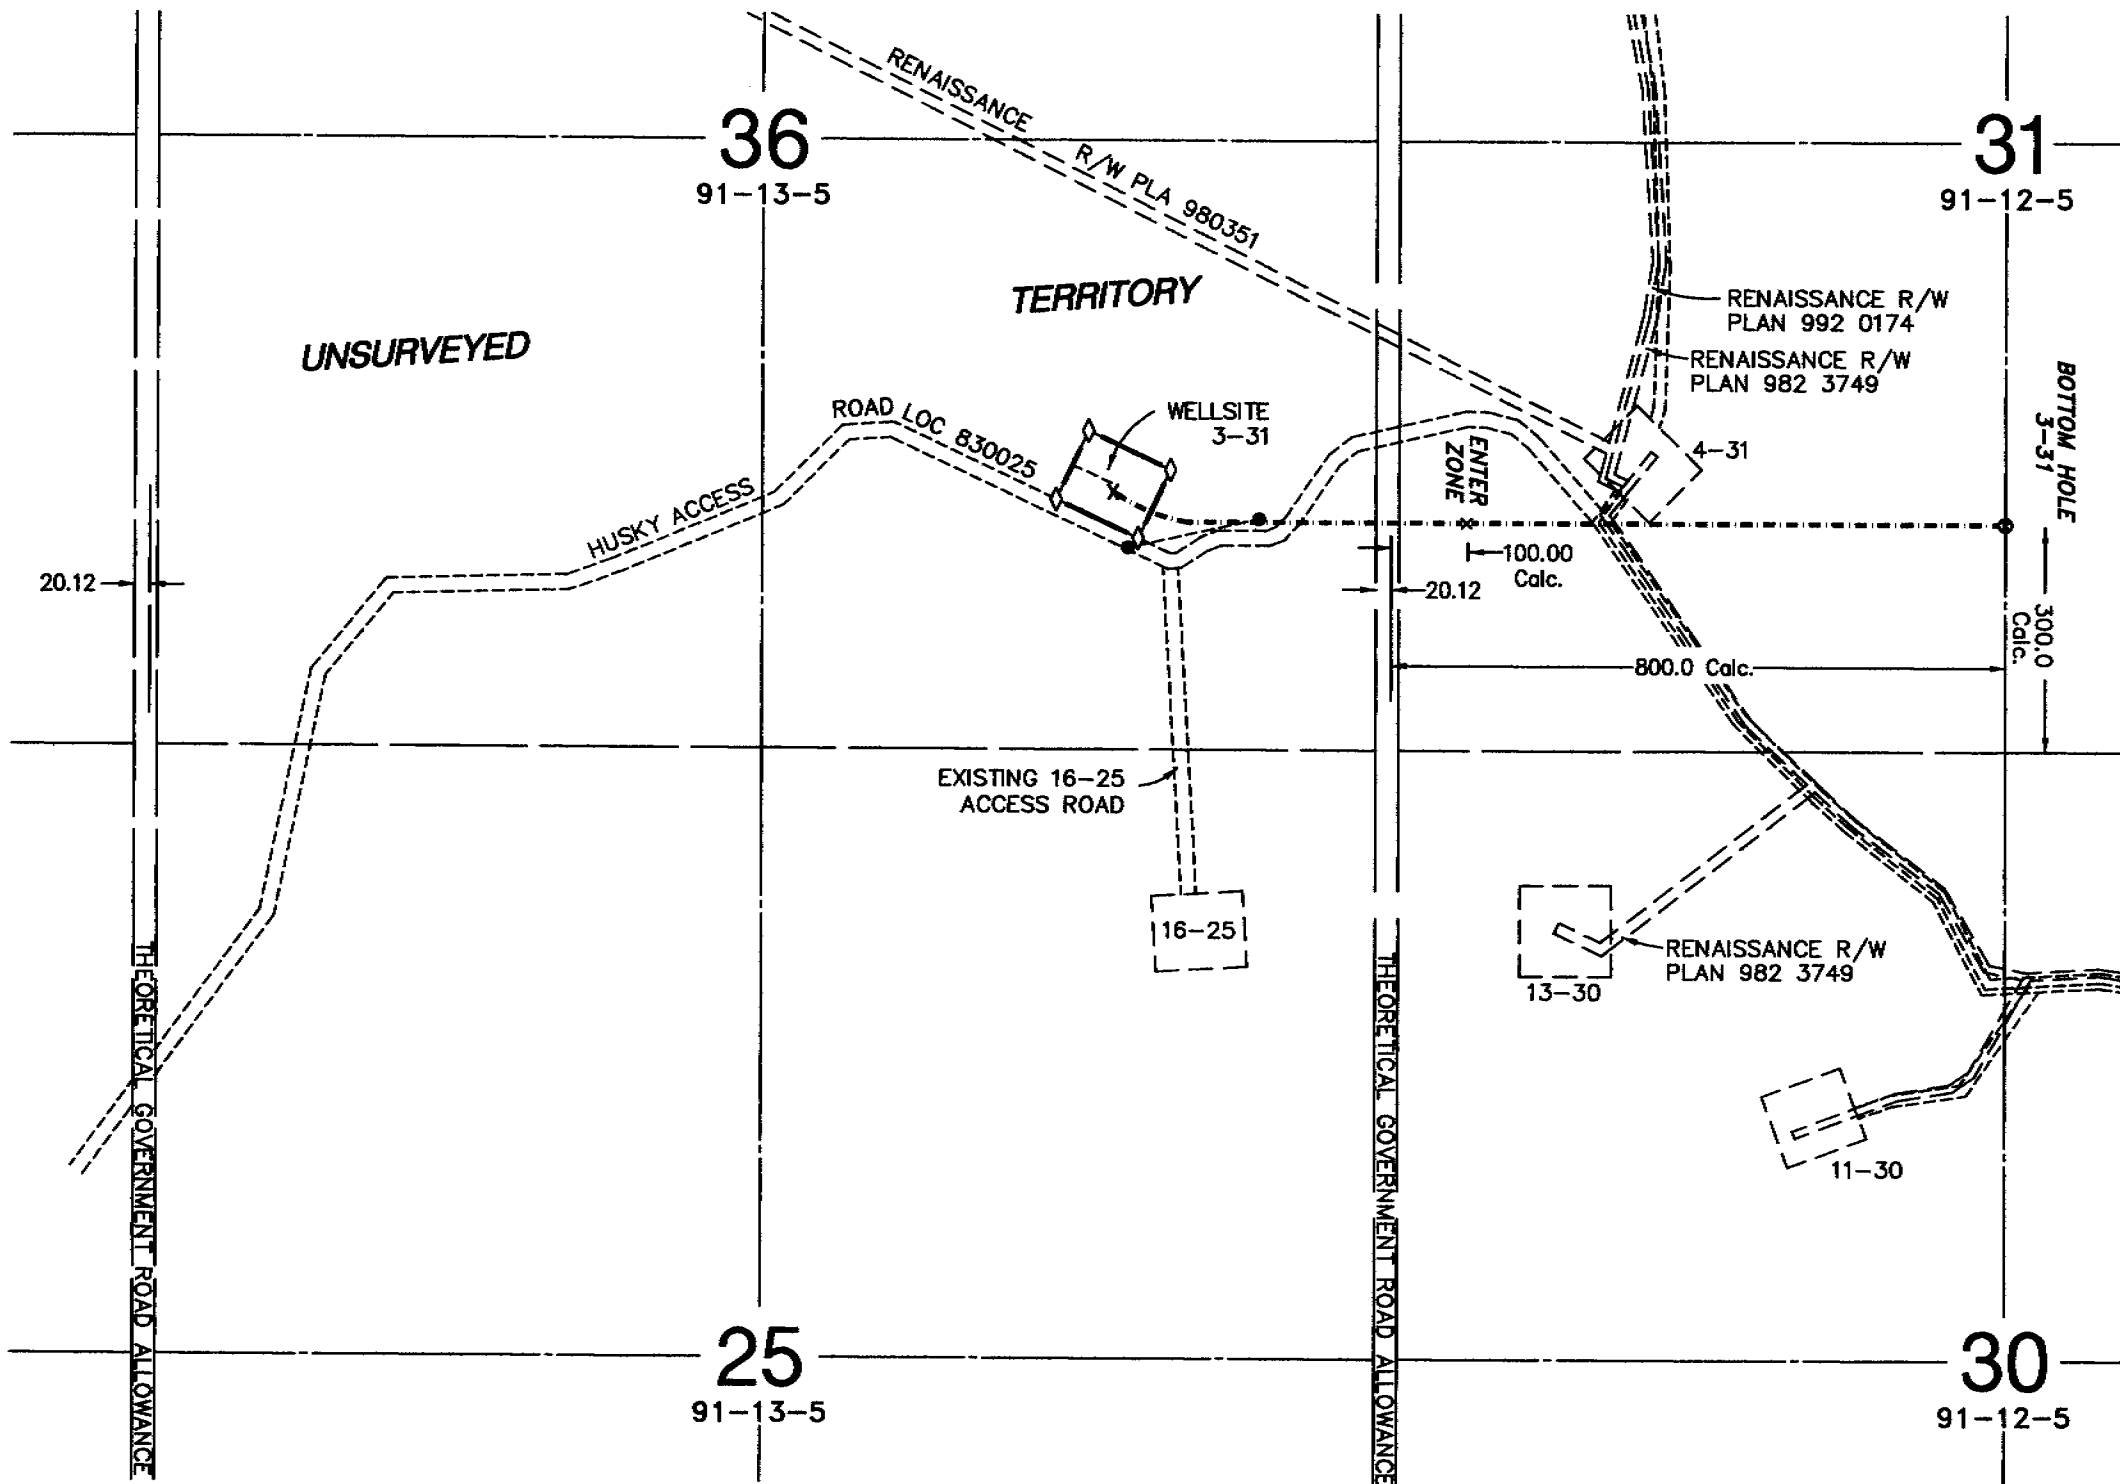 RENAISSANCE
R/W PLA 980351
36
91-13-5
31
91-12-5
UNSURVEYED
TERRITORY
RENAISSANCE R/W
PLAN 992 0174
RENAISSANCE R/W
PLAN 982 3749
BOTTOM HOLE
3-31
HUSKY ACCESS
ROAD LOC 830025
WELLSITE
3-31
ENTER
ZONE
4-31
20.12
100.00
Calc.
20.12
300.0
Calc.
800.0 Calc.
EXISTING 16-25
ACCESS ROAD
16-25
13-30
RENAISSANCE R/W
PLAN 982 3749
11-30
THEORETICAL GOVERNMENT ROAD ALLOWANCE
THEORETICAL GOVERNMENT ROAD ALLOWANCE
25
91-13-5
30
91-12-5